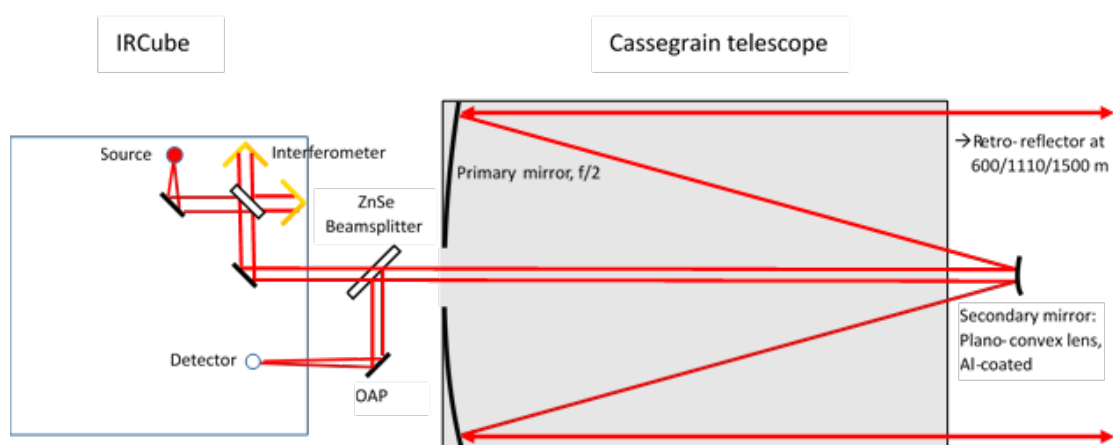 IRCube
Cassegrain telescope
Source
Interferometer
ZnSe
Beamsplitter
Primary mirror, f/2
→Retro-reflector at
600/1110/1500 m
Detector
OAP
Secondary mirror:
Plano-convex lens,
Al-coated